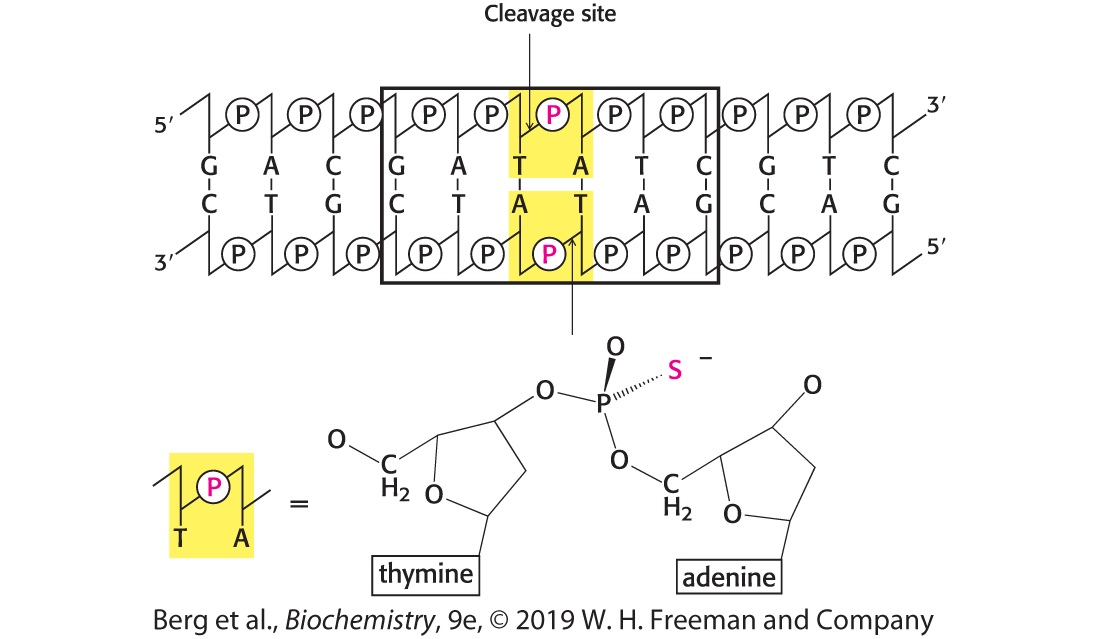 Cleavage site
P P P P P P P P P P P
5′ 3′
G A C G A T A T C G T C
C T G C T A T A G C A G
3′ P P P P P P P P P P P 5′
O
S −
O P O
O
O C H2 O C H2 O
P
T A =
thymine adenine
Berg et al., Biochemistry, 9e, © 2019 W. H. Freeman and Company